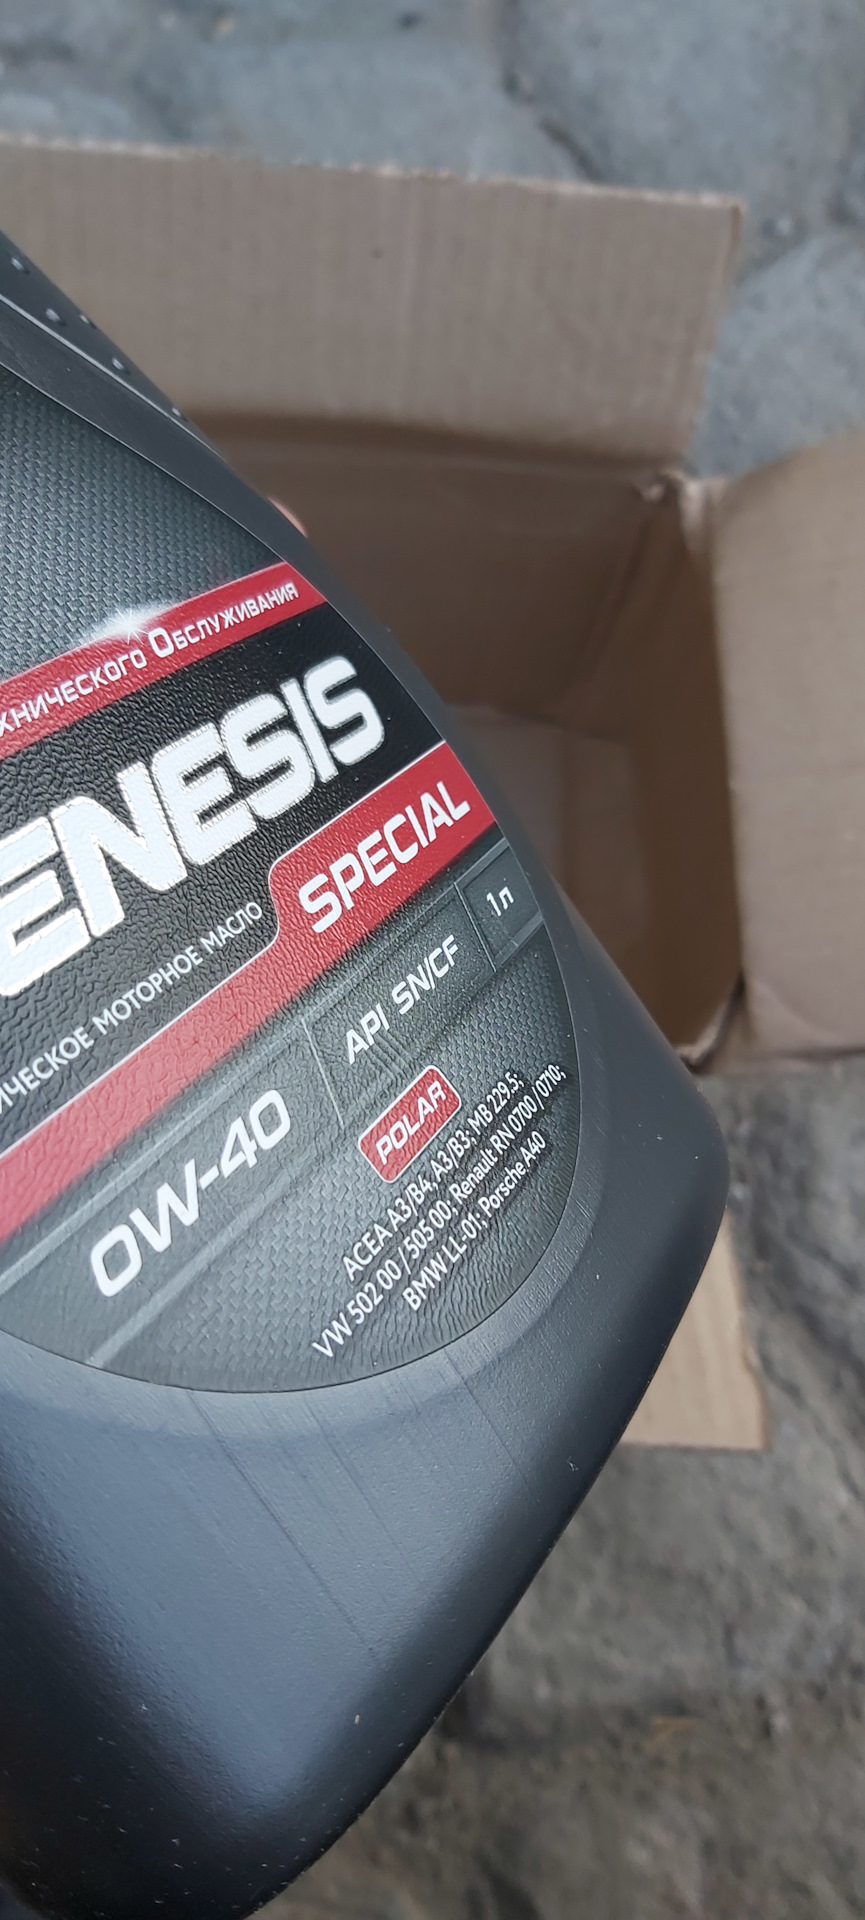 ХНИЧЕСКОГО ОБСЛУЖИВАНИЯ
ENESIS
SPECIAL
ИЧЕСКОЕ МОТОРНОЕ МАСЛО
0W-40
API SN/CF
1л
POLAR
ACEA A3/B4, A3/B3; MB 229.5;
VW 502 00 / 505 00; Renault RN 0700 /0710;
BMW LL-01; Porsche A40